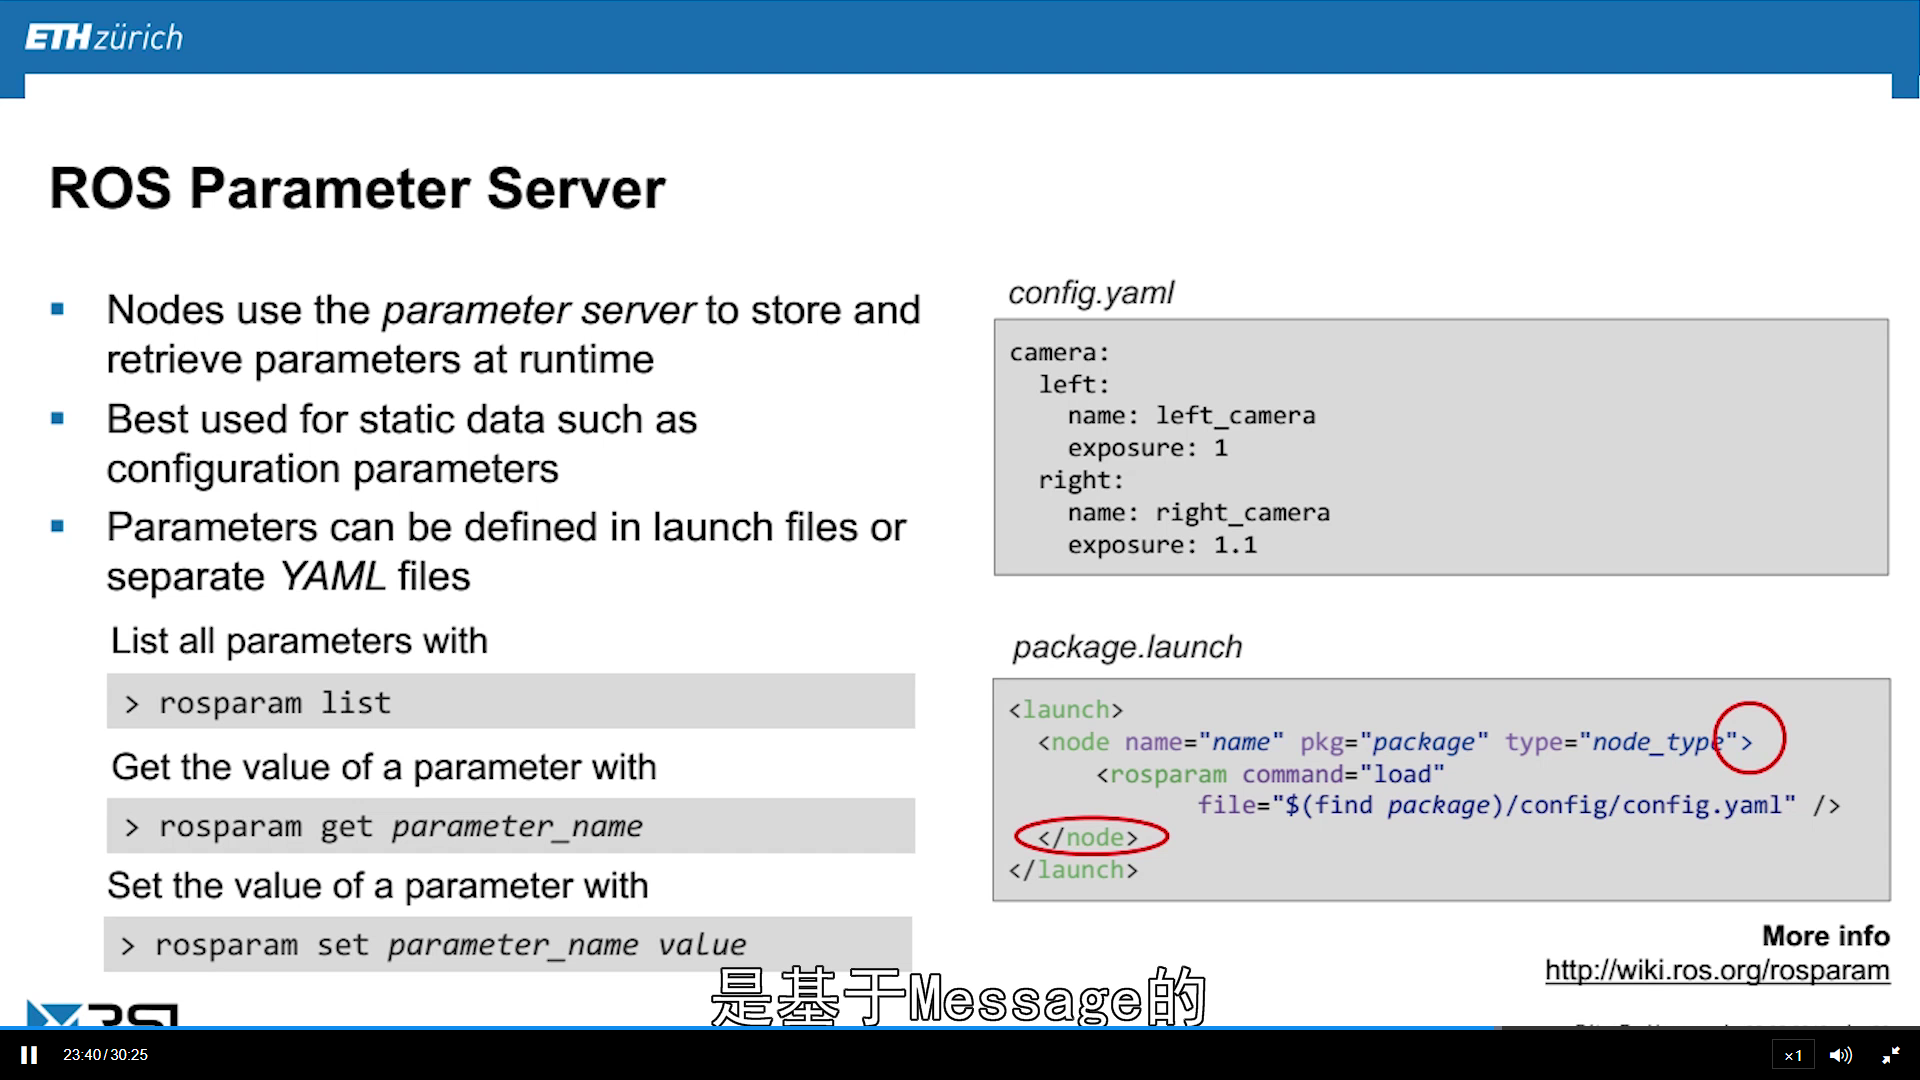 ETH zürich
ROS Parameter Server
▪ Nodes use the parameter server to store and
retrieve parameters at runtime
▪ Best used for static data such as
configuration parameters
▪ Parameters can be defined in launch files or
separate YAML files
List all parameters with
> rosparam list
Get the value of a parameter with
> rosparam get parameter_name
Set the value of a parameter with
> rosparam set parameter_name value
config.yaml
camera:
  left:
    name: left_camera
    exposure: 1
  right:
    name: right_camera
    exposure: 1.1
package.launch
<launch>
  <node name="name" pkg="package" type="node_type">
      <rosparam command="load"
             file="$(find package)/config/config.yaml" />
  </node>
</launch>
More info
http://wiki.ros.org/rosparam
是基于Message的
RSL
23:40/30:25
×1